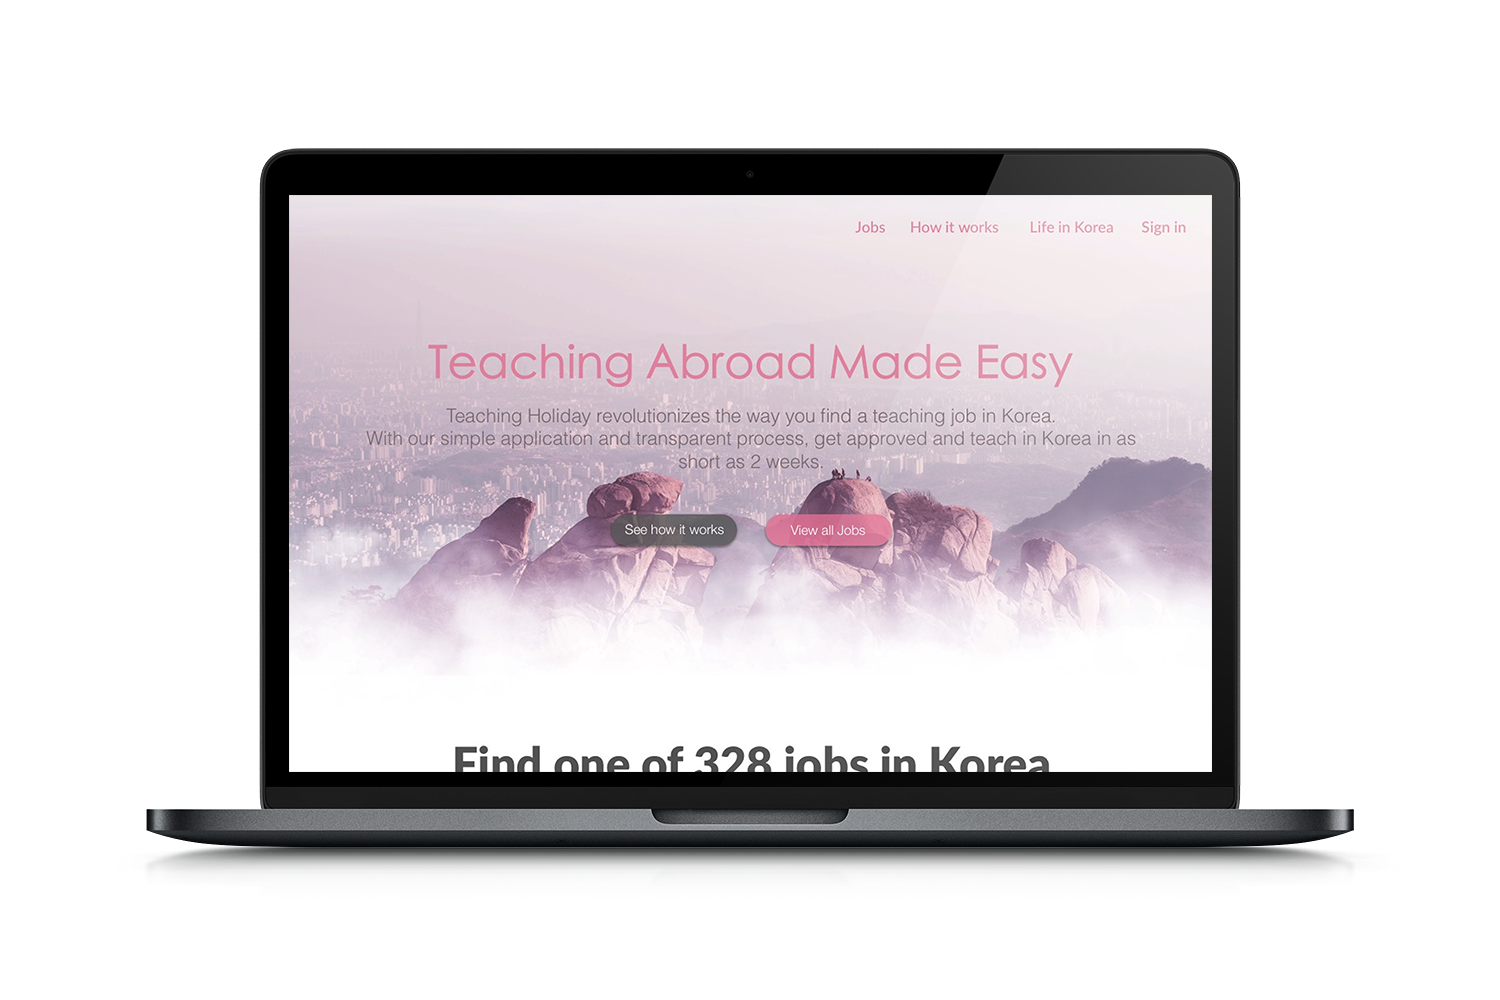 Jobs How it works Life in Korea Sign in
Teaching Abroad Made Easy
Teaching Holiday revolutionizes the way you find a teaching job in Korea.
With our simple application and transparent process, get approved and teach in Korea in as
short as 2 weeks.
See how it works View all Jobs
Find one of 328 jobs in Korea